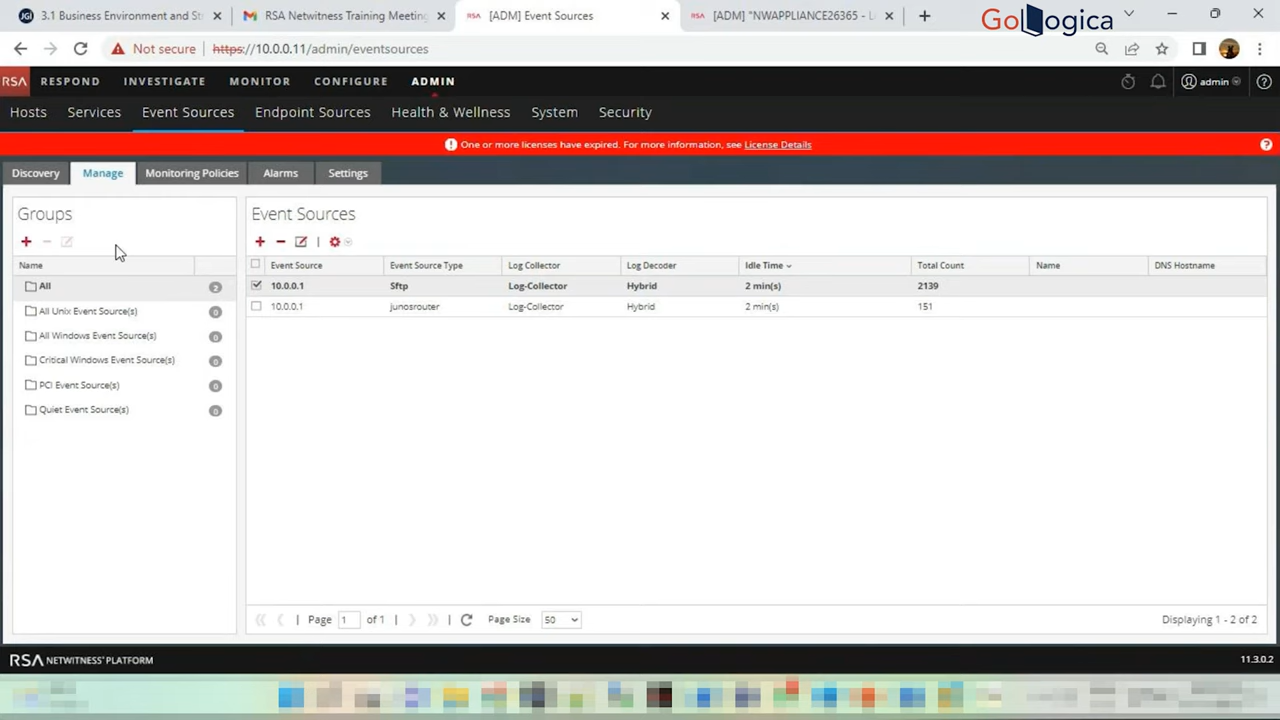 3.1 Business Environment and St
RSA Netwitness Training Meeting
RSA [ADM] Event Sources
RSA [ADM] "NWAPPLIANCE26365 - L
GoLogica
Not secure https://10.0.0.11/admin/eventsources
RSA RESPOND INVESTIGATE MONITOR CONFIGURE ADMIN admin
Hosts Services Event Sources Endpoint Sources Health & Wellness System Security
One or more licenses have expired. For more information, see License Details
Discovery Manage Monitoring Policies Alarms Settings
Groups
Name
All 2
All Unix Event Source(s) 0
All Windows Event Source(s) 0
Critical Windows Event Source(s) 0
PCI Event Source(s) 0
Quiet Event Source(s) 0
Event Sources
Event Source Event Source Type Log Collector Log Decoder Idle Time Total Count Name DNS Hostname
10.0.0.1 Sftp Log-Collector Hybrid 2 min(s) 2139
10.0.0.1 junosrouter Log-Collector Hybrid 2 min(s) 151
Page 1 of 1 Page Size 50 Displaying 1 - 2 of 2
RSA NETWITNESS® PLATFORM 11.3.0.2